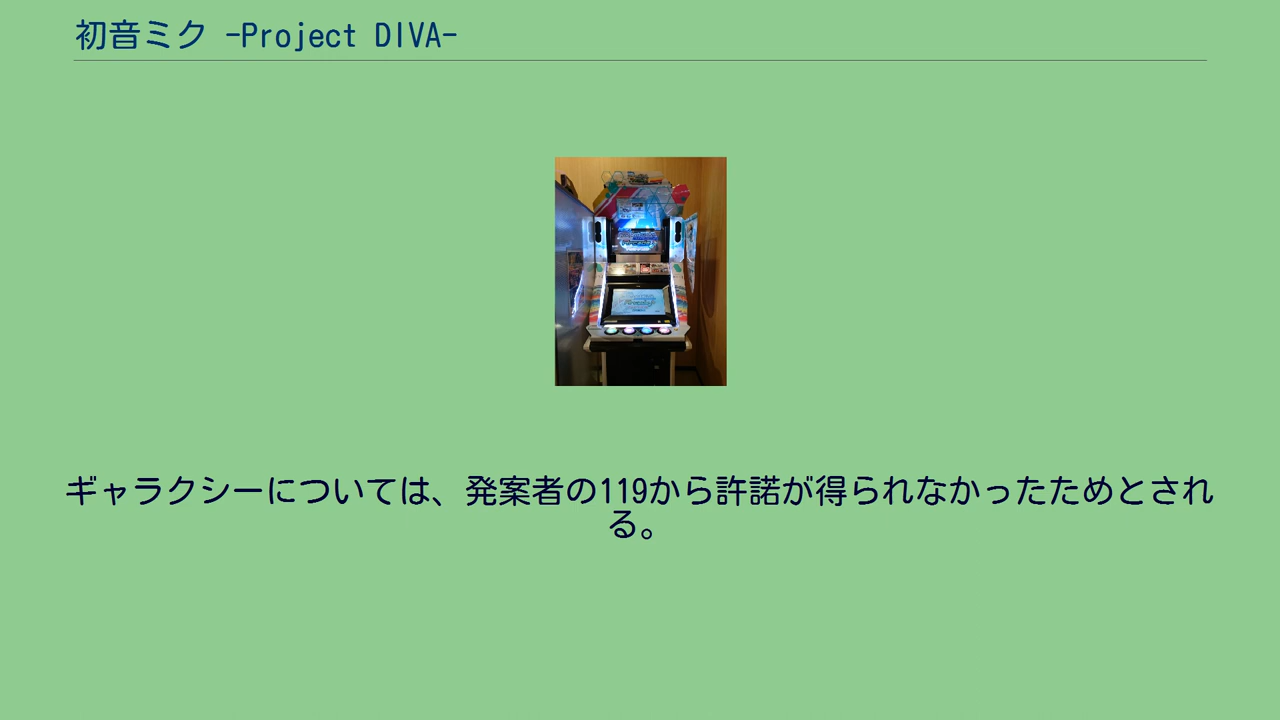 初音ミク -Project DIVA-
ギャラクシーについては、発案者の119から許諾が得られなかったためとされ
る。